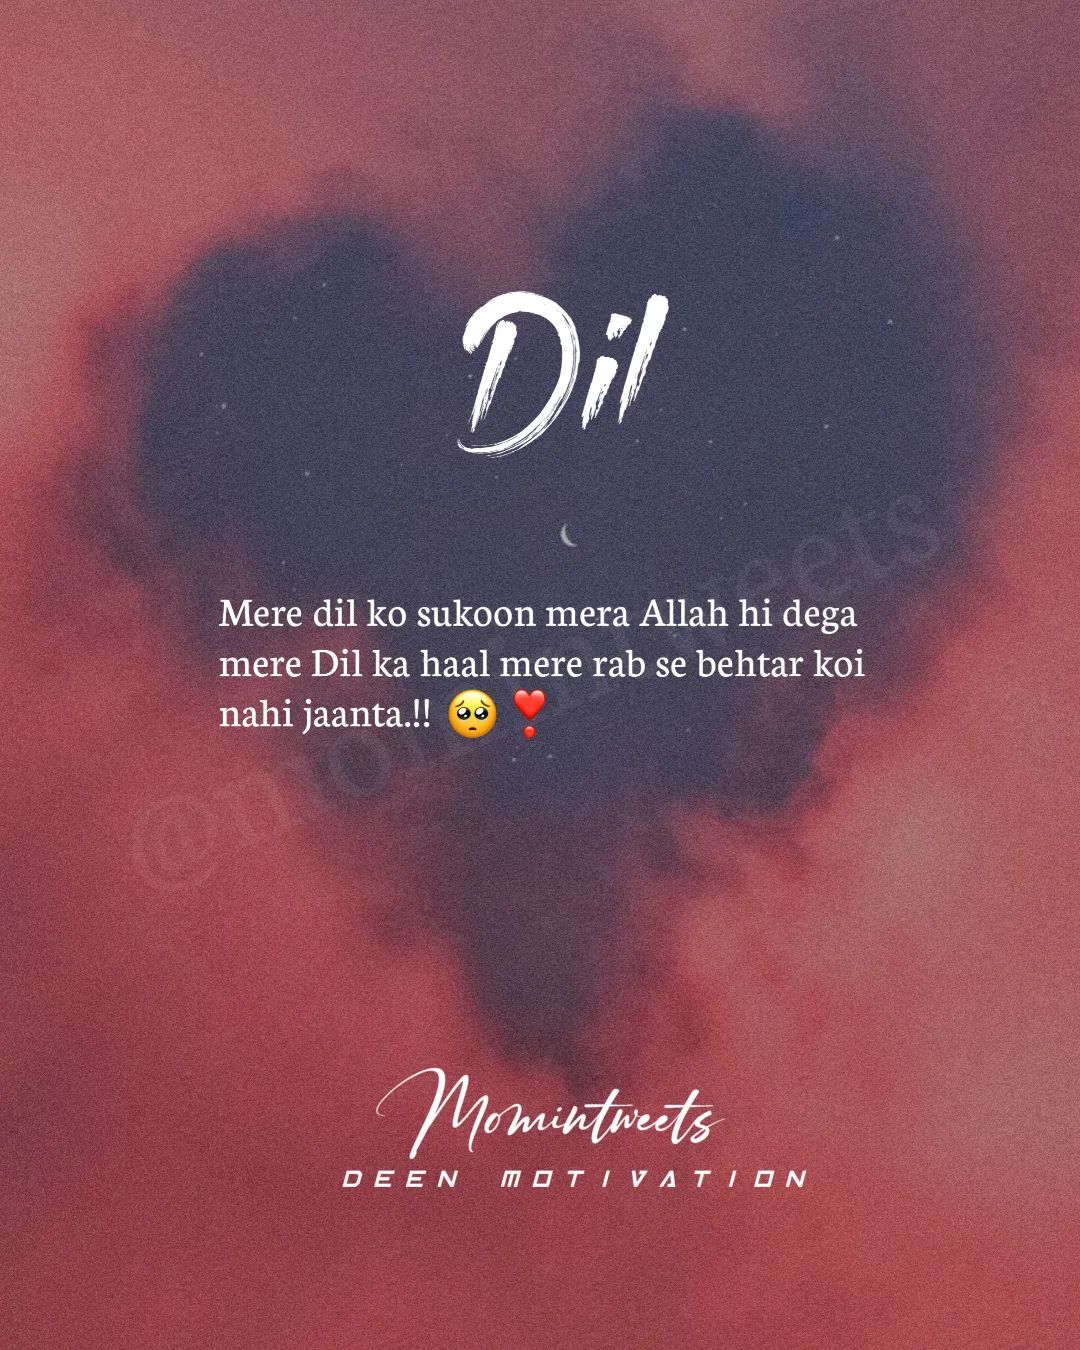 Dil
Mere dil ko sukoon mera Allah hi dega
mere Dil ka haal mere rab se behtar koi
nahi jaanta.!! 🥺❣️
@momintweets
Momintweets
DEEN MOTIVATION